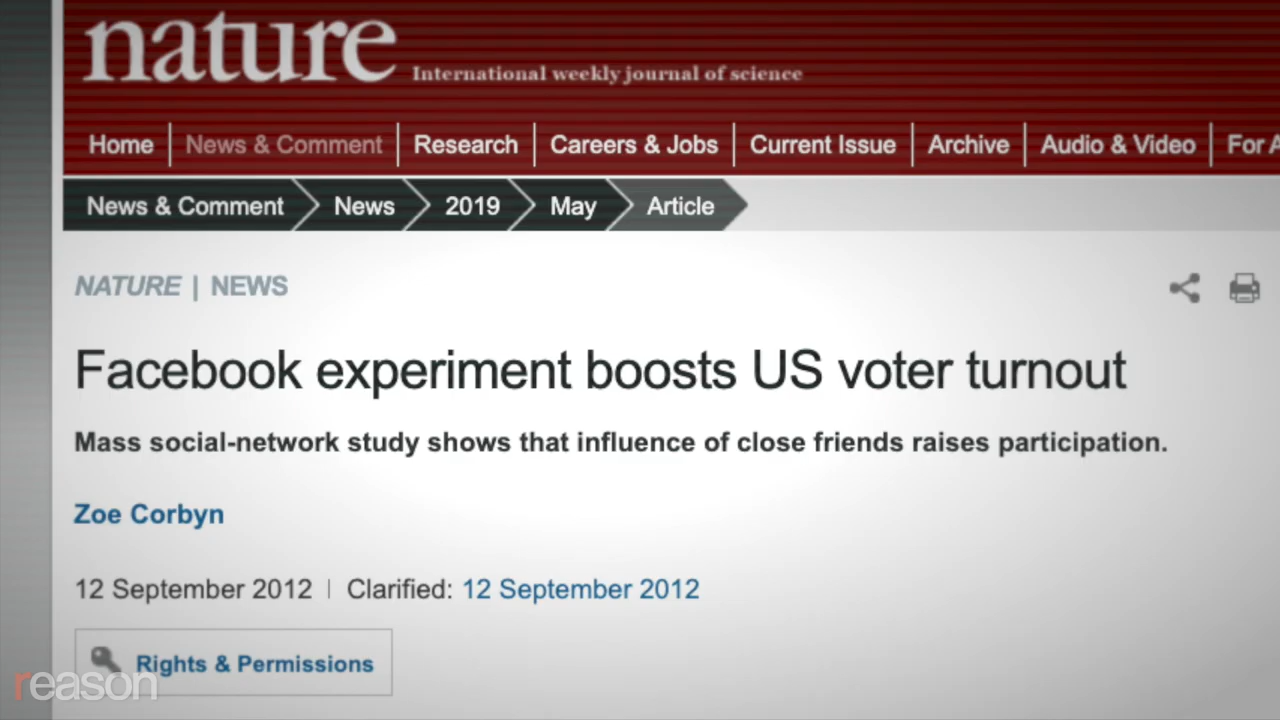 nature International weekly journal of science
Home News & Comment Research Careers & Jobs Current Issue Archive Audio & Video For A
News & Comment News 2019 May Article
NATURE | NEWS
Facebook experiment boosts US voter turnout
Mass social-network study shows that influence of close friends raises participation.
Zoe Corbyn
12 September 2012 | Clarified: 12 September 2012
Rights & Permissions
reason